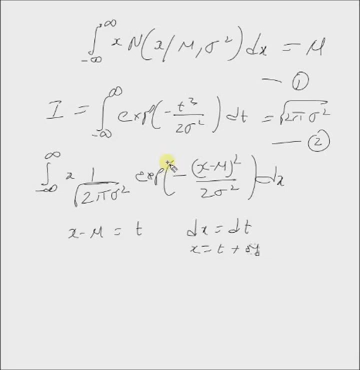 ∫_{-∞}^{∞} x N(x/μ, σ²) dx = μ
— ①
I = ∫_{-∞}^{∞} exp(-t²/2σ²) dt = √2πσ²
— ②
∫_{-∞}^{∞} x 1/√2πσ² exp(-(x-μ)²/2σ²) dx
x-μ = t dx = dt
x = t +